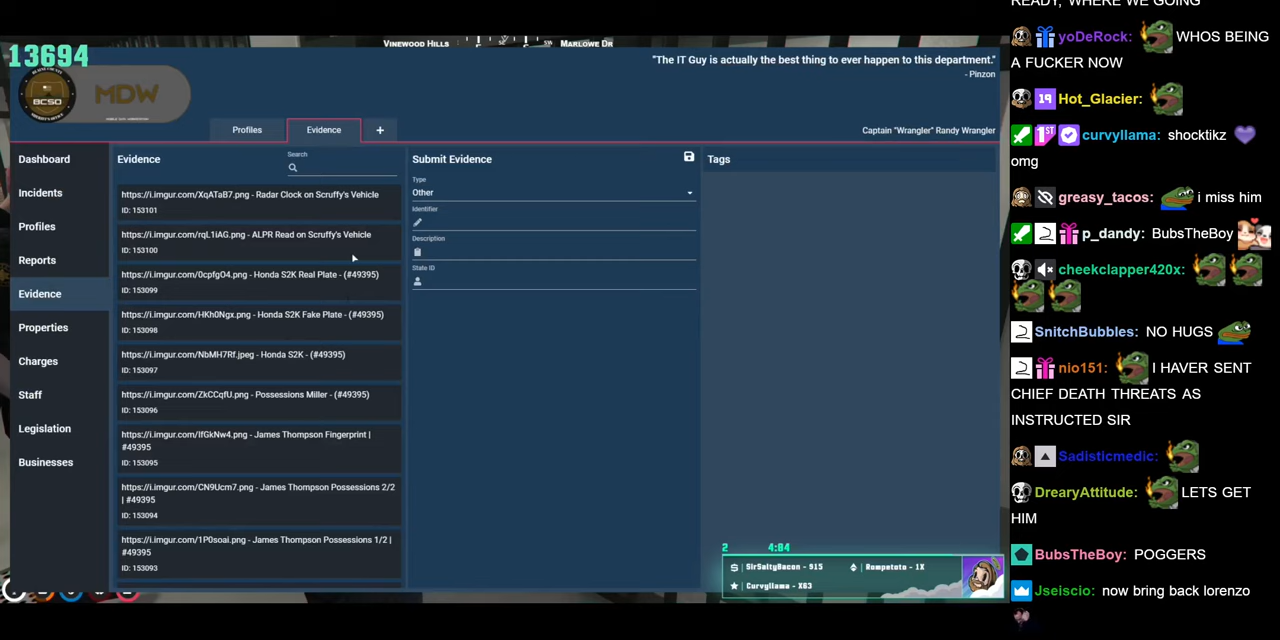 13694
VINEWOOD HILLS
MARLOWE DR
BCSO
MDW
"The IT Guy is actually the best thing to ever happen to this department."
- Pinzon
Profiles
Evidence
+
Captain "Wrangler" Randy Wrangler
Dashboard
Incidents
Profiles
Reports
Evidence
Properties
Charges
Staff
Legislation
Businesses
Evidence
Search
https://i.imgur.com/XqATaB7.png - Radar Clock on Scruffy's Vehicle
ID: 153101
https://i.imgur.com/rqL1iAG.png - ALPR Read on Scruffy's Vehicle
ID: 153100
https://i.imgur.com/0cpfgO4.png - Honda S2K Real Plate - (#49395)
ID: 153099
https://i.imgur.com/HKh0Ngx.png - Honda S2K Fake Plate - (#49395)
ID: 153098
https://i.imgur.com/NbMH7Rf.jpeg - Honda S2K - (#49395)
ID: 153097
https://i.imgur.com/ZkCCqfU.png - Possessions Miller - (#49395)
ID: 153096
https://i.imgur.com/IfGkNw4.png - James Thompson Fingerprint |
#49395
ID: 153095
https://i.imgur.com/CN9Ucm7.png - James Thompson Possessions 2/2
| #49395
ID: 153094
https://i.imgur.com/1P0soai.png - James Thompson Possessions 1/2 |
#49395
ID: 153093
Submit Evidence
Type
Other
Identifier
Description
State ID
Tags
2 4:04
SirSaltyBacon - 515
Rampotato - 1X
Curvyllama - X63
READY, WHERE WE GOING
yoDeRock: WHOS BEING
A FUCKER NOW
19 Hot_Glacier:
1ST curvyllama: shocktikz
omg
greasy_tacos: i miss him
p_dandy: BubsTheBoy
cheekclapper420x:
SnitchBubbles: NO HUGS
nio151: I HAVER SENT
CHIEF DEATH THREATS AS
INSTRUCTED SIR
Sadisticmedic:
DrearyAttitude: LETS GET
HIM
BubsTheBoy: POGGERS
Jseiscio: now bring back lorenzo